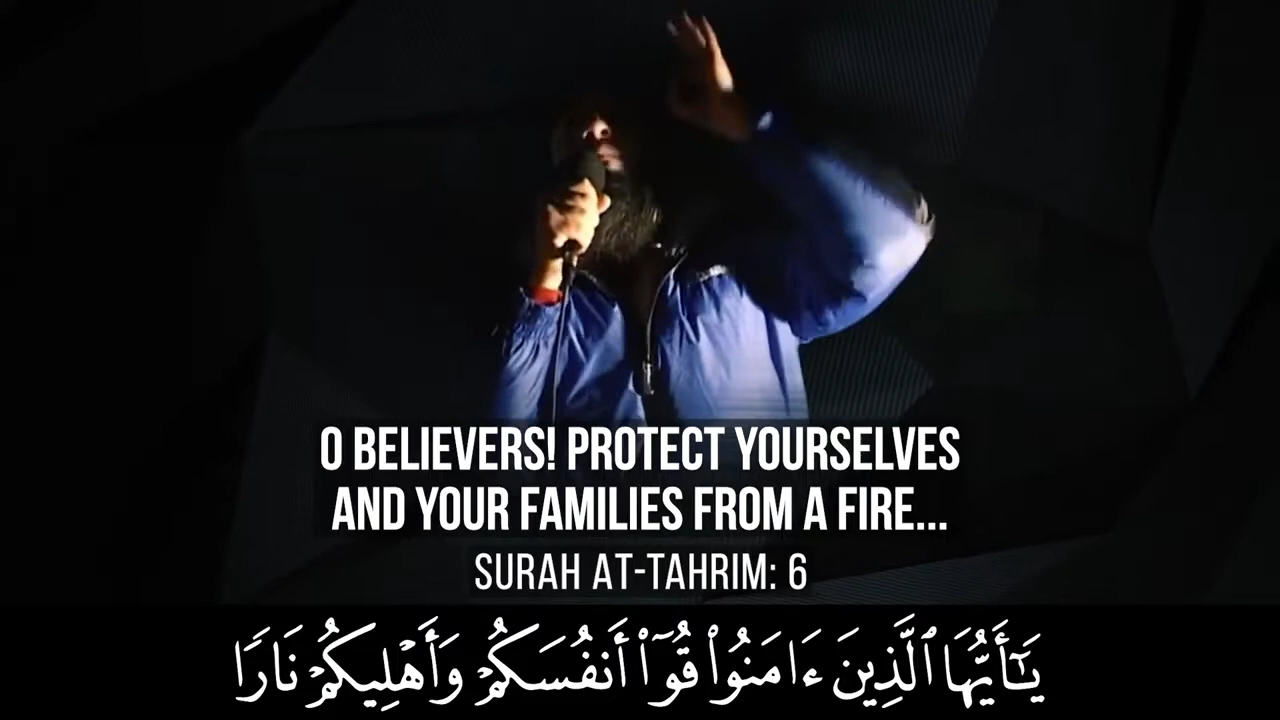 O BELIEVERS! PROTECT YOURSELVES
AND YOUR FAMILIES FROM A FIRE...
SURAH AT-TAHRIM: 6
يَـٰٓأَيُّهَا ٱلَّذِينَ ءَامَنُوا۟ قُوٓا۟ أَنفُسَكُمْ وَأَهْلِيكُمْ نَارًا